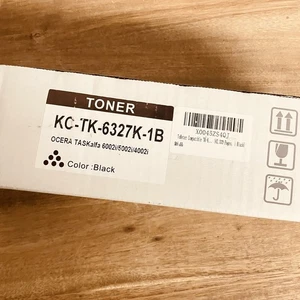 TONER
KC-TK-6327K-1B
OCERA TASKalfa 6002i/5002i/4002i
Color:Black